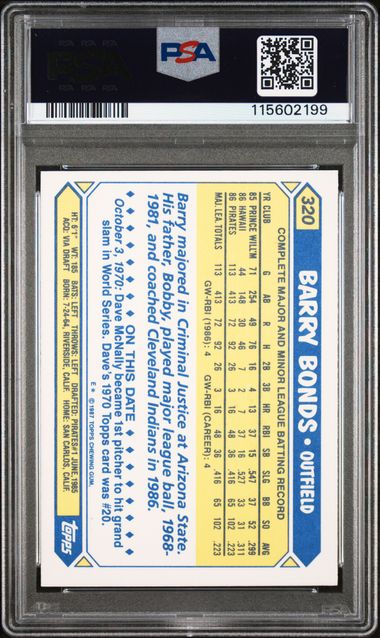 PSA PSA PSA
PSA
PSA
115602199
320 BARRY BONDS • OUTFIELD
COMPLETE MAJOR AND MINOR LEAGUE BATTING RECORD
YR CLUB G AB R H 2B 3B HR RBI SB SLG BB SO AVG
85 PRINCE WILL'M 71 254 49 76 16 4 13 37 15 .547 37 52 .299
86 HAWAII 44 148 30 46 7 2 7 37 16 .527 33 31 .311
86 PIRATES 113 413 72 92 26 3 16 48 36 .416 65 102 .223
MAJ. LEA. TOTALS 113 413 72 92 26 3 16 48 36 .416 65 102 .223
GW-RBI (1986): 4 GW-RBI (CAREER): 4
Barry majored in Criminal Justice at Arizona State.
His father, Bobby, played major league ball, 1968-
1981, and coached Cleveland Indians in 1986.
ON THIS DATE
October 3, 1970: Dave McNally became 1st pitcher to hit grand
slam in World Series. Dave's 1970 Topps card was #20.
E * © 1987 TOPPS CHEWING GUM.
HT: 6'1" WT: 185 BATS: LEFT THROWS: LEFT DRAFTED: PIRATES #1 JUNE, 1985
ACQ: VIA DRAFT BORN: 7-24-64, RIVERSIDE, CALIF. HOME: SAN CARLOS, CALIF.
topps